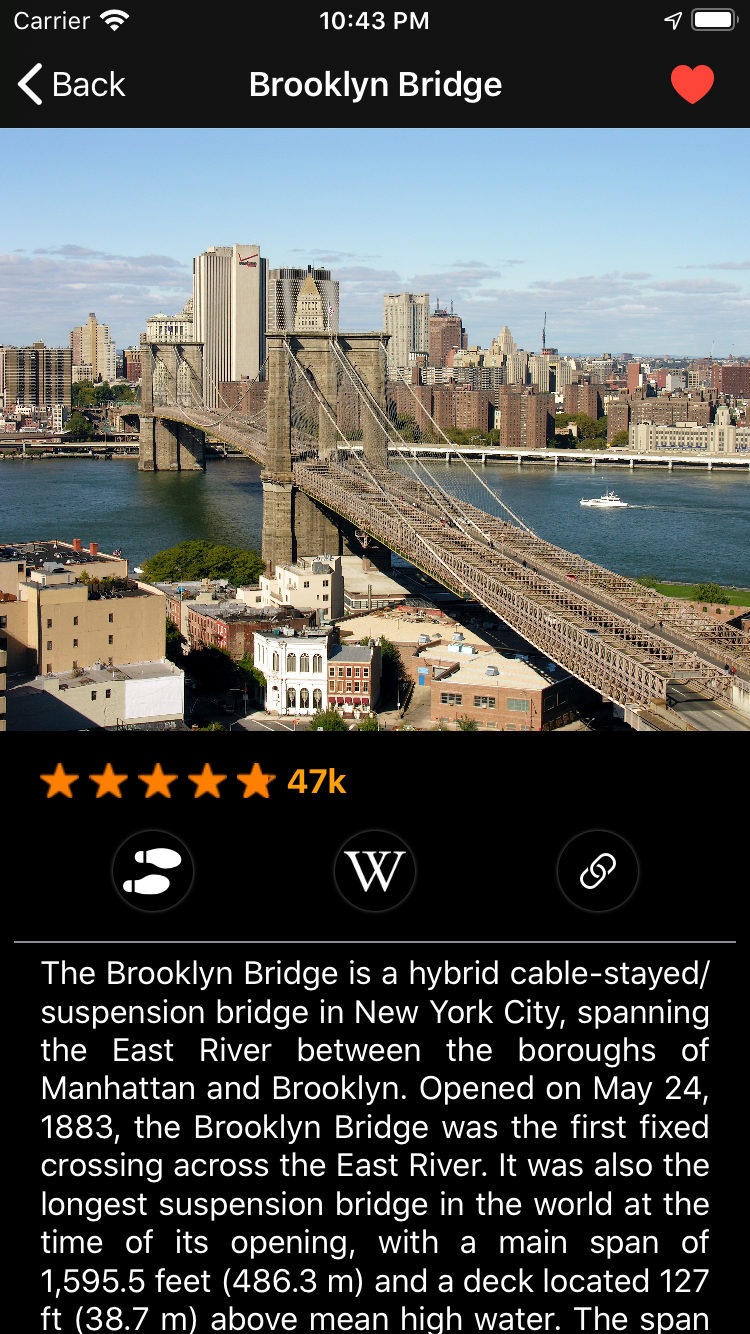 Carrier 10:43 PM
Back Brooklyn Bridge
47k
W
The Brooklyn Bridge is a hybrid cable-stayed/
suspension bridge in New York City, spanning
the East River between the boroughs of
Manhattan and Brooklyn. Opened on May 24,
1883, the Brooklyn Bridge was the first fixed
crossing across the East River. It was also the
longest suspension bridge in the world at the
time of its opening, with a main span of
1,595.5 feet (486.3 m) and a deck located 127
ft (38.7 m) above mean high water. The span